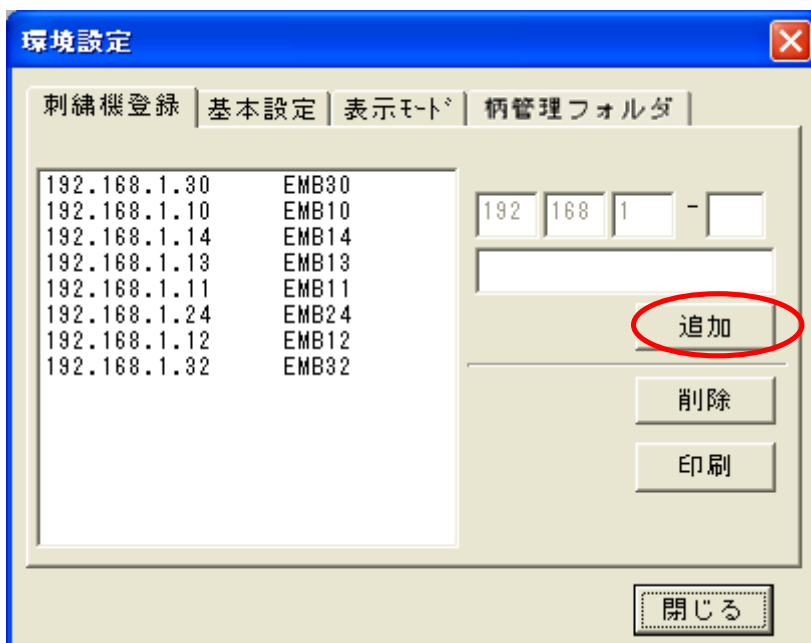 環境設定
刺繍機登録 基本設定 表示ﾓｰﾄﾞ 柄管理フォルダ
192.168.1.30 EMB30
192.168.1.10 EMB10
192.168.1.14 EMB14
192.168.1.13 EMB13
192.168.1.11 EMB11
192.168.1.24 EMB24
192.168.1.12 EMB12
192.168.1.32 EMB32
192 168 1 -
追加
削除
印刷
閉じる